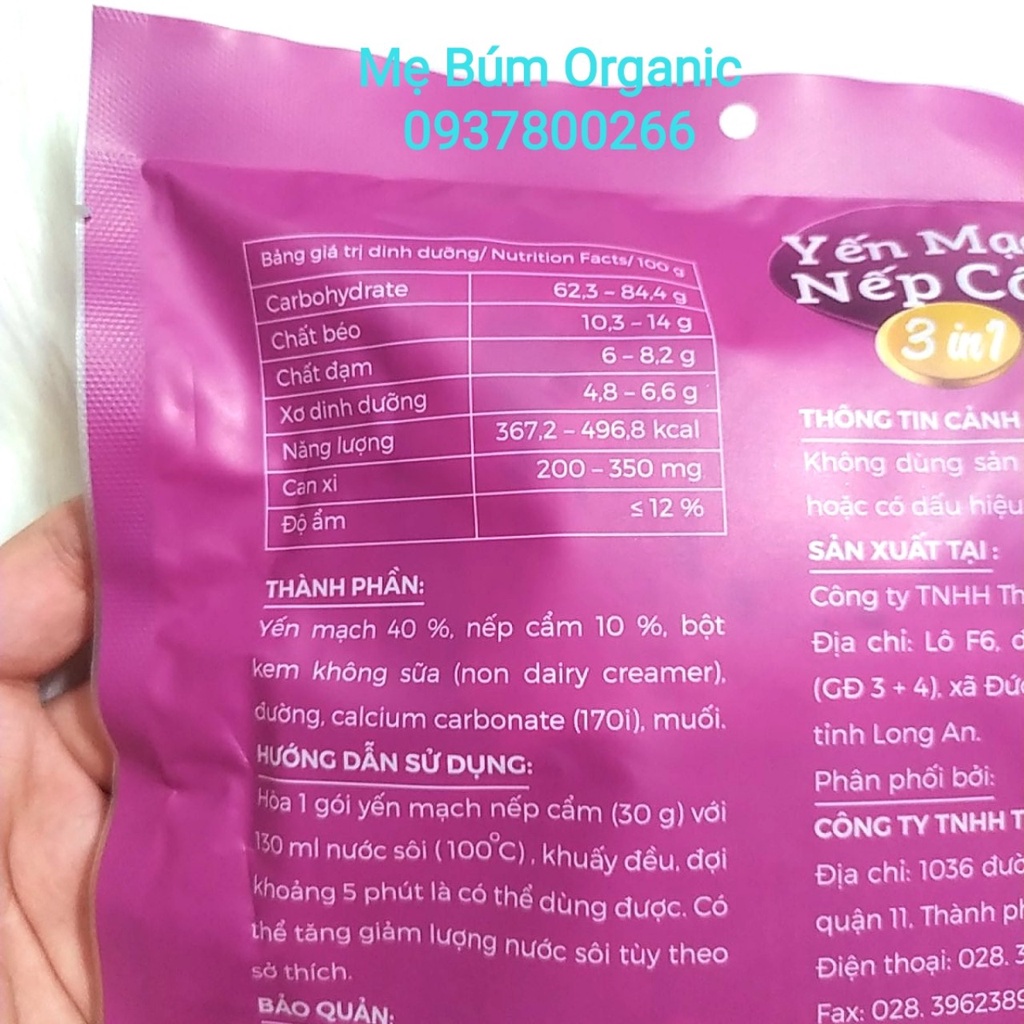 Mẹ Búm Organic
0937800266
Bảng giá trị dinh dưỡng/ Nutrition Facts/ 100 g
Carbohydrate 62,3 – 84,4 g
Chất béo 10,3 – 14 g
Chất đạm 6 – 8,2 g
Xơ dinh dưỡng 4,8 – 6,6 g
Năng lượng 367,2 – 496,8 kcal
Can xi 200 – 350 mg
Độ ẩm ≤ 12 %
THÀNH PHẦN:
Yến mạch 40 %, nếp cẩm 10 %, bột
kem không sữa (non dairy creamer),
đường, calcium carbonate (170i), muối.
HƯỚNG DẪN SỬ DỤNG:
Hòa 1 gói yến mạch nếp cẩm (30 g) với
130 ml nước sôi (100°C), khuấy đều, đợi
khoảng 5 phút là có thể dùng được. Có
thể tăng giảm lượng nước sôi tùy theo
sở thích.
BẢO QUẢN:
Yến
Nếp
3 in 1
THÔNG TIN CẢNH
Không dùng sản
hoặc có dấu hiệu
SẢN XUẤT TẠI:
Công ty TNHH Th
Địa chỉ: Lô F6,
(GĐ 3 + 4), xã
tỉnh Long An.
Phân phối bởi:
CÔNG TY TNHH T
Địa chỉ: 1036
quận 11, Thành
Điện thoại: 028.
Fax: 028. 3962389